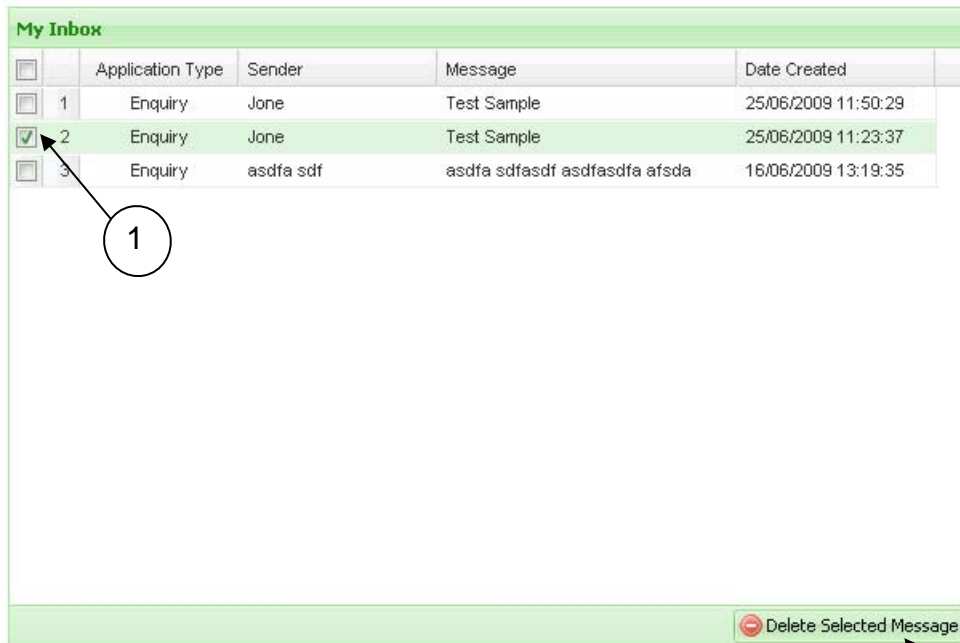 My Inbox
Application Type Sender Message Date Created
1 Enquiry Jone Test Sample 25/06/2009 11:50:29
2 Enquiry Jone Test Sample 25/06/2009 11:23:37
3 Enquiry asdfa sdf asdfa sdfasdf asdfasdfa afsda 16/06/2009 13:19:35
1
Delete Selected Message